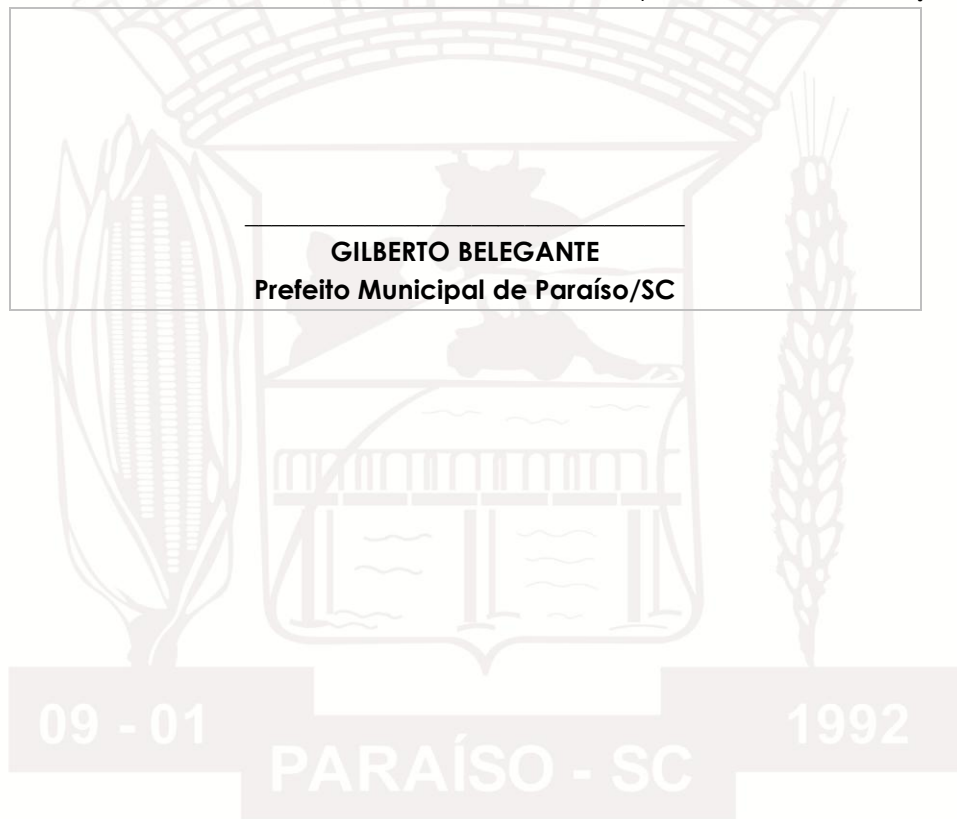 GILBERTO BELEGANTE
Prefeito Municipal de Paraíso/SC
09 - 01
1992
PARAÍSO - SC